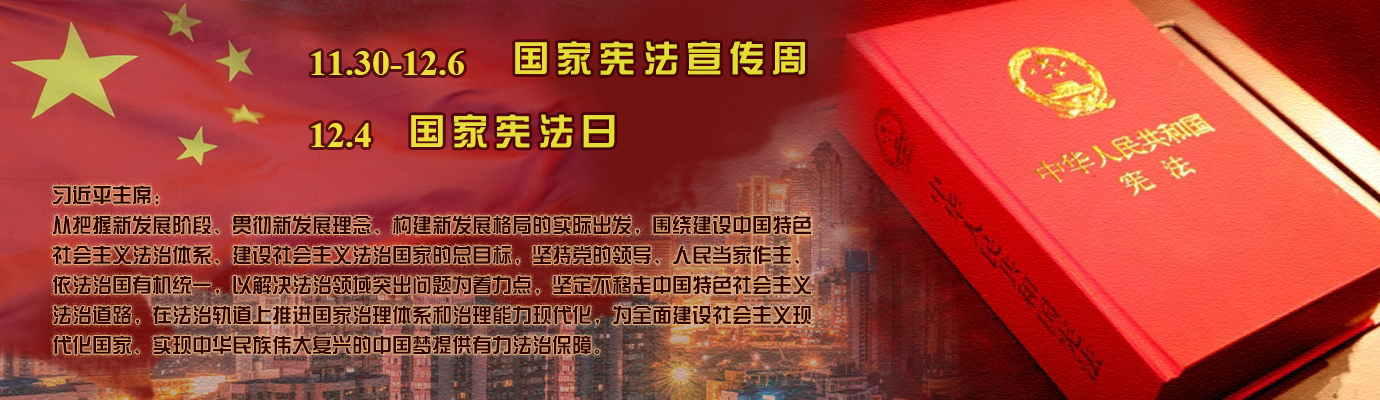 11.30-12.6 国家宪法宣传周
12.4 国家宪法日
习近平主席：
从把握新发展阶段、贯彻新发展理念、构建新发展格局的实际出发，围绕建设中国特色
社会主义法治体系、建设社会主义法治国家的总目标，坚持党的领导、人民当家作主、
依法治国有机统一，以解决法治领域突出问题为着力点，坚定不移走中国特色社会主义
法治道路，在法治轨道上推进国家治理体系和治理能力现代化，为全面建设社会主义现
代化国家、实现中华民族伟大复兴的中国梦提供有力法治保障。
中华人民共和国
宪法
中华人民共和国宪法